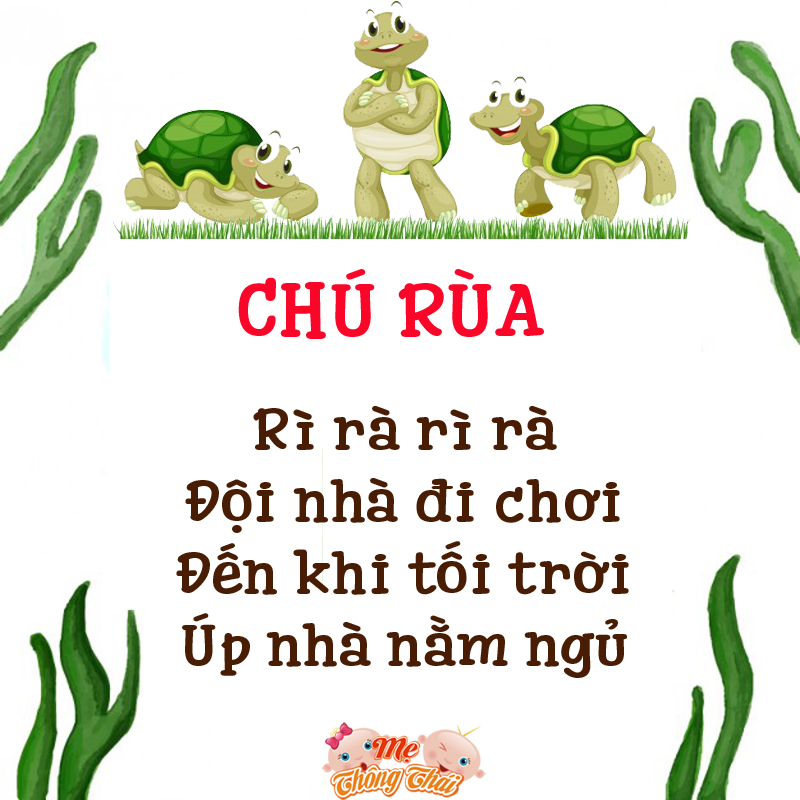 CHÚ RÙA
Rì rà rì rà
Đội nhà đi chơi
Đến khi tối trời
Úp nhà nằm ngủ
Mẹ
Thông Thái